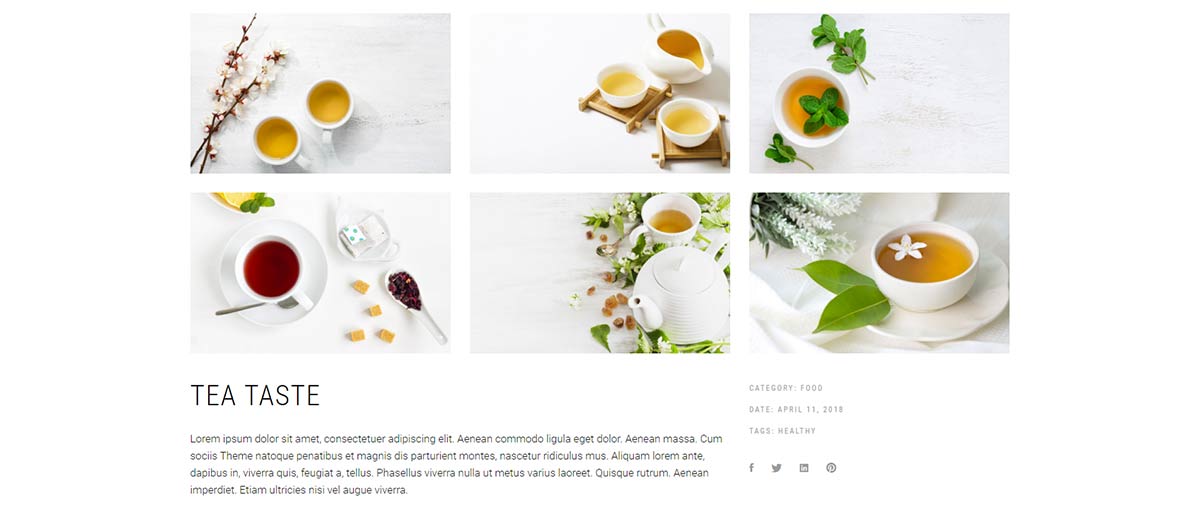 TEA TASTE
Lorem ipsum dolor sit amet, consectetuer adipiscing elit. Aenean commodo ligula eget dolor. Aenean massa. Cum
sociis Theme natoque penatibus et magnis dis parturient montes, nascetur ridiculus mus. Aliquam lorem ante,
dapibus in, viverra quis, feugiat a, tellus. Phasellus viverra nulla ut metus varius laoreet. Quisque rutrum. Aenean
imperdiet. Etiam ultricies nisi vel augue viverra.
CATEGORY: FOOD
DATE: APRIL 11, 2018
TAGS: HEALTHY